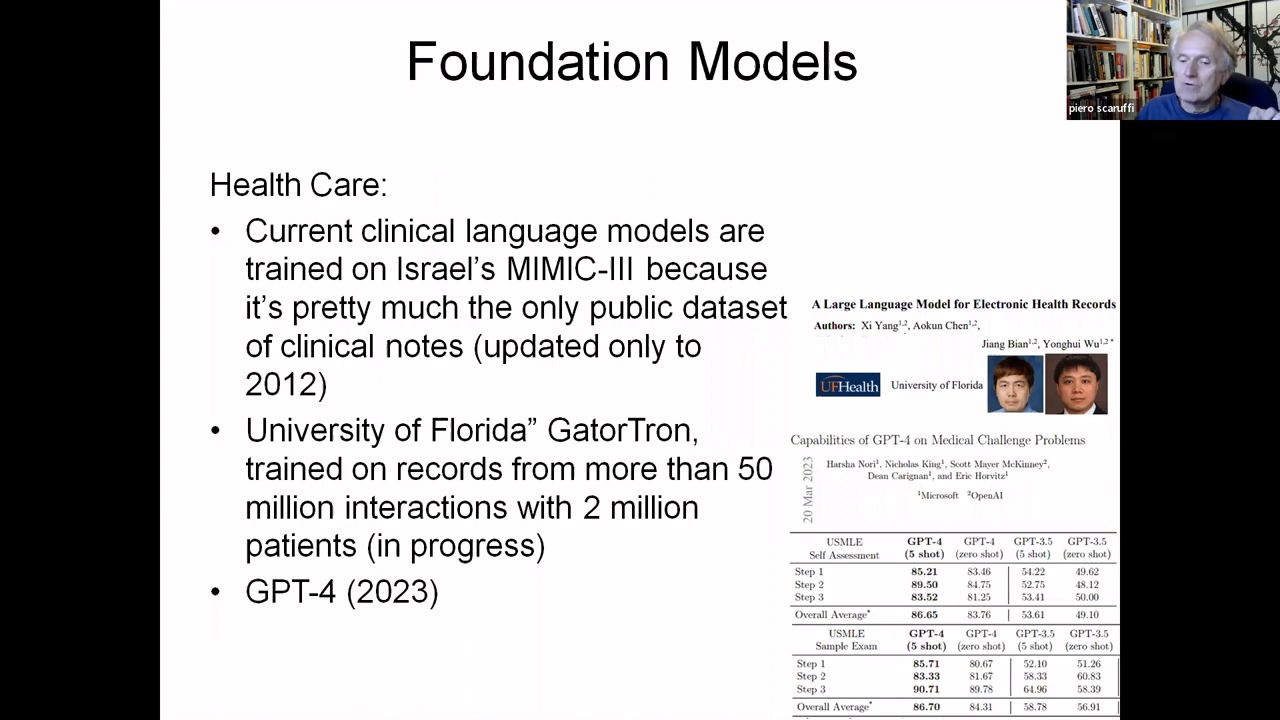 Foundation Models
piero scaruffi
Health Care:
• Current clinical language models are
trained on Israel's MIMIC-III because
it's pretty much the only public dataset
of clinical notes (updated only to
2012)
• University of Florida” GatorTron,
trained on records from more than 50
million interactions with 2 million
patients (in progress)
• GPT-4 (2023)
A Large Language Model for Electronic Health Records
Authors: Xi Yang1,2, Aokun Chen1,2,
Jiang Bian1,2, Yonghui Wu1,2 *
UFHealth University of Florida
Capabilities of GPT-4 on Medical Challenge Problems
Harsha Nori1, Nicholas King1, Scott Mayer McKinney2,
Dean Carignan1, and Eric Horvitz1
1Microsoft 2OpenAI
20 Mar 2023
USMLE GPT-4 GPT-4 GPT-3.5 GPT-3.5
Self Assessment (5 shot) (zero shot) (5 shot) (zero shot)
Step 1 85.21 83.46 54.22 49.62
Step 2 89.50 84.75 52.75 48.12
Step 3 83.52 81.25 53.41 50.00
Overall Average* 86.65 83.76 53.61 49.10
USMLE GPT-4 GPT-4 GPT-3.5 GPT-3.5
Sample Exam (5 shot) (zero shot) (5 shot) (zero shot)
Step 1 85.71 80.67 52.10 51.26
Step 2 83.33 81.67 58.33 60.83
Step 3 90.71 89.78 64.96 58.39
Overall Average* 86.70 84.31 58.78 56.91